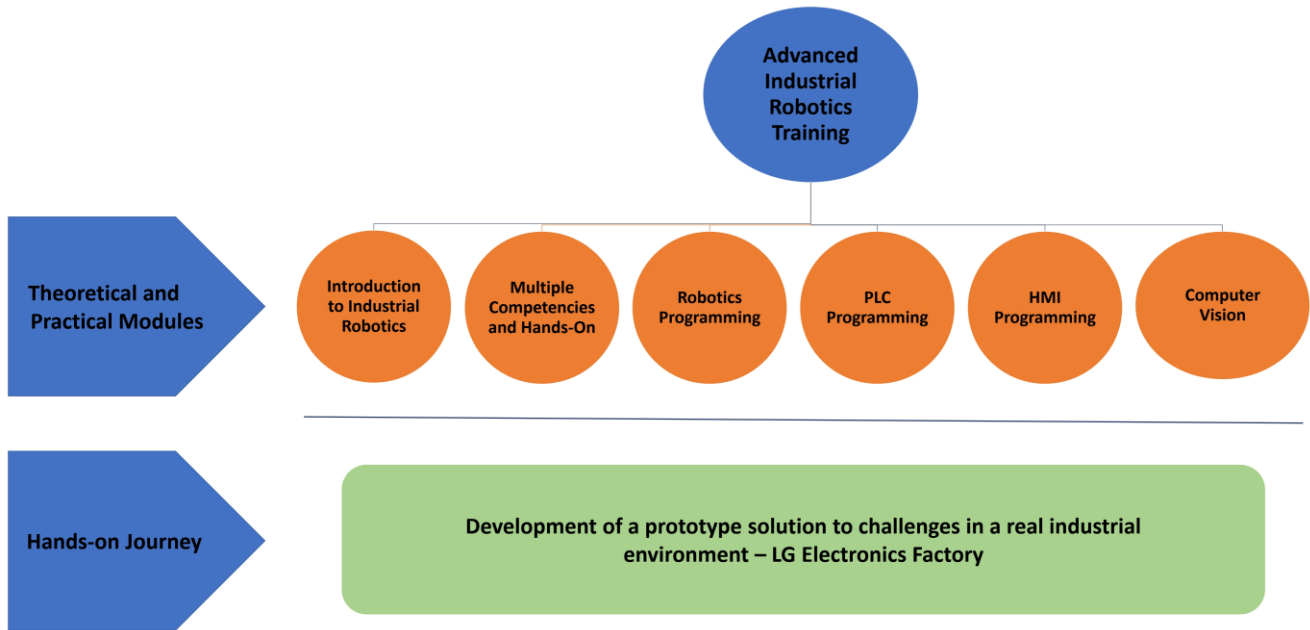 Advanced
Industrial
Robotics
Training
Theoretical and
Practical Modules
Introduction
to Industrial
Robotics
Multiple
Competencies
and Hands-On
Robotics
Programming
PLC
Programming
HMI
Programming
Computer
Vision
Hands-on Journey
Development of a prototype solution to challenges in a real industrial
environment – LG Electronics Factory